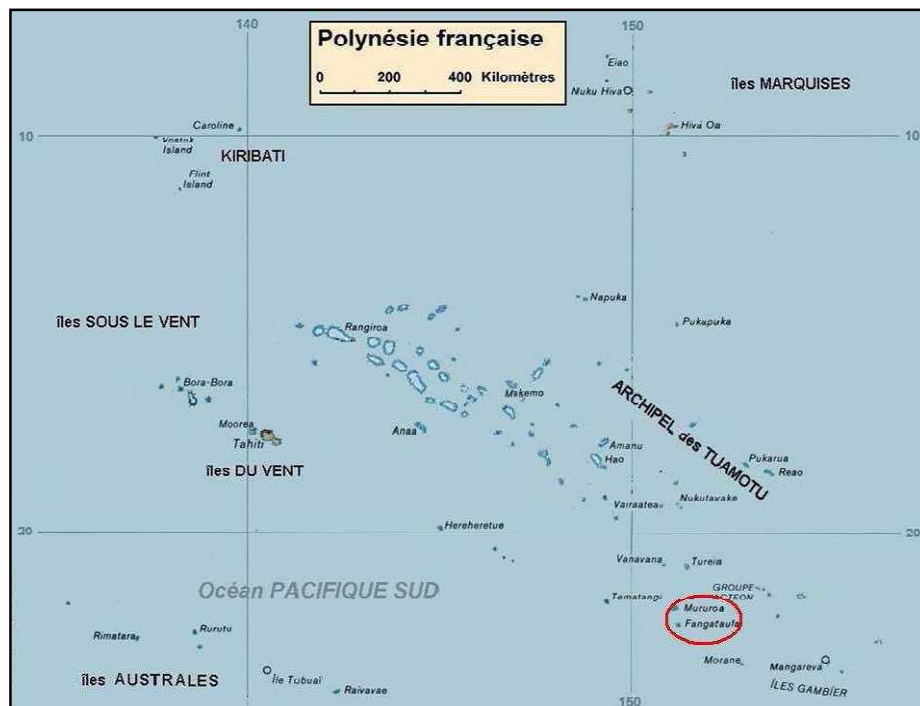 140
150
Polynésie française
0 200 400 Kilomètres
Eiao
Nuku Hiva
îles MARQUISES
Caroline
Hiva Oa
10
10
Vostok
Island
KIRIBATI
Flint
Island
Napuka
îles SOUS LE VENT
Rangiroa
Pukapuka
Bora-Bora
Makemo
ARCHIPEL des TUAMOTU
Moorea
Anaa
Tahiti
Amanu
îles DU VENT
Hao
Pukarua
Reao
Vairaatea
Nukutavake
Hereheretue
20
20
Vanavana
Tureia
Océan PACIFIQUE SUD
GROUPE
ACTEON
Tematangi
Mururoa
Fangataufa
Rimatara
Rurutu
Morane
Mangareva
îles AUSTRALES
Île Tubuaï
Raivavae
ÎLES GAMBIER
150
140